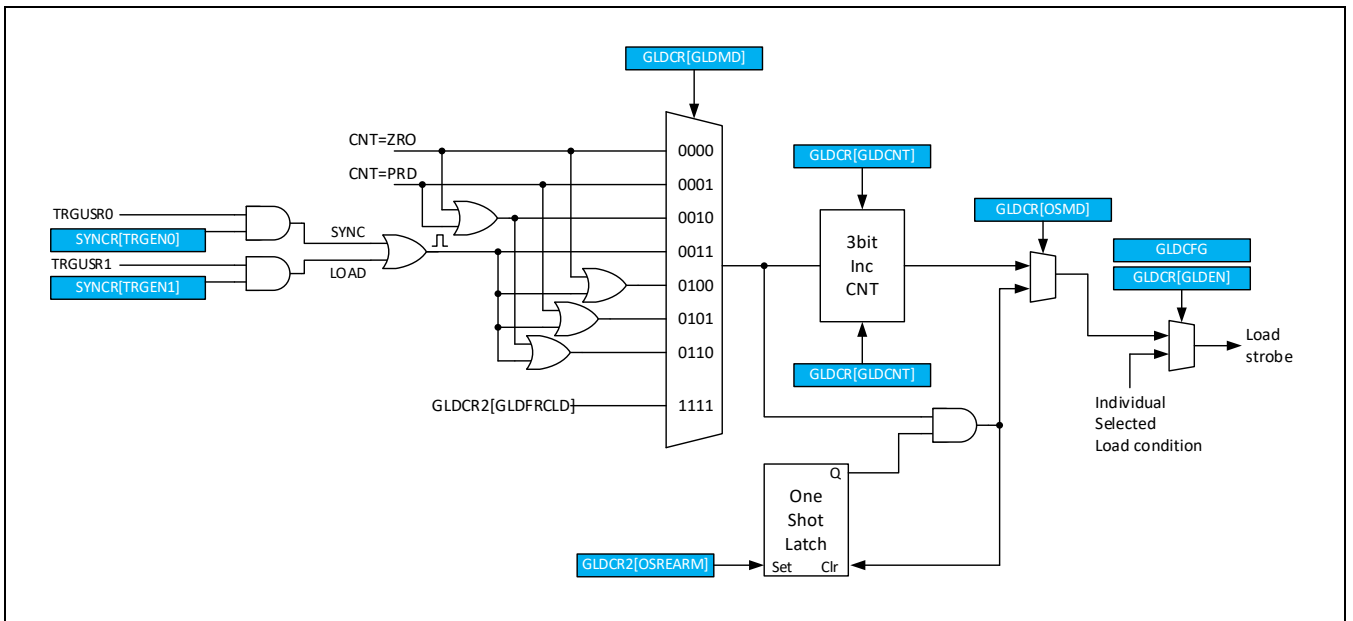 GLDCR[GLDMD]
CNT=ZRO
0000
GLDCR[GLDCNT]
CNT=PRD
0001
TRGUSR0
0010
GLDCR[OSMD]
SYNCR[TRGEN0]
SYNC
0011
3bit
Inc
CNT
GLDCFG
TRGUSR1
LOAD
0100
GLDCR[GLDEN]
SYNCR[TRGEN1]
0101
0110
Load
strobe
GLDCR[GLDCNT]
GLDCR2[GLDFRCLD]
1111
Individual
Selected
Load condition
Q
One
Shot
Latch
GLDCR2[OSREARM]
Set
Clr